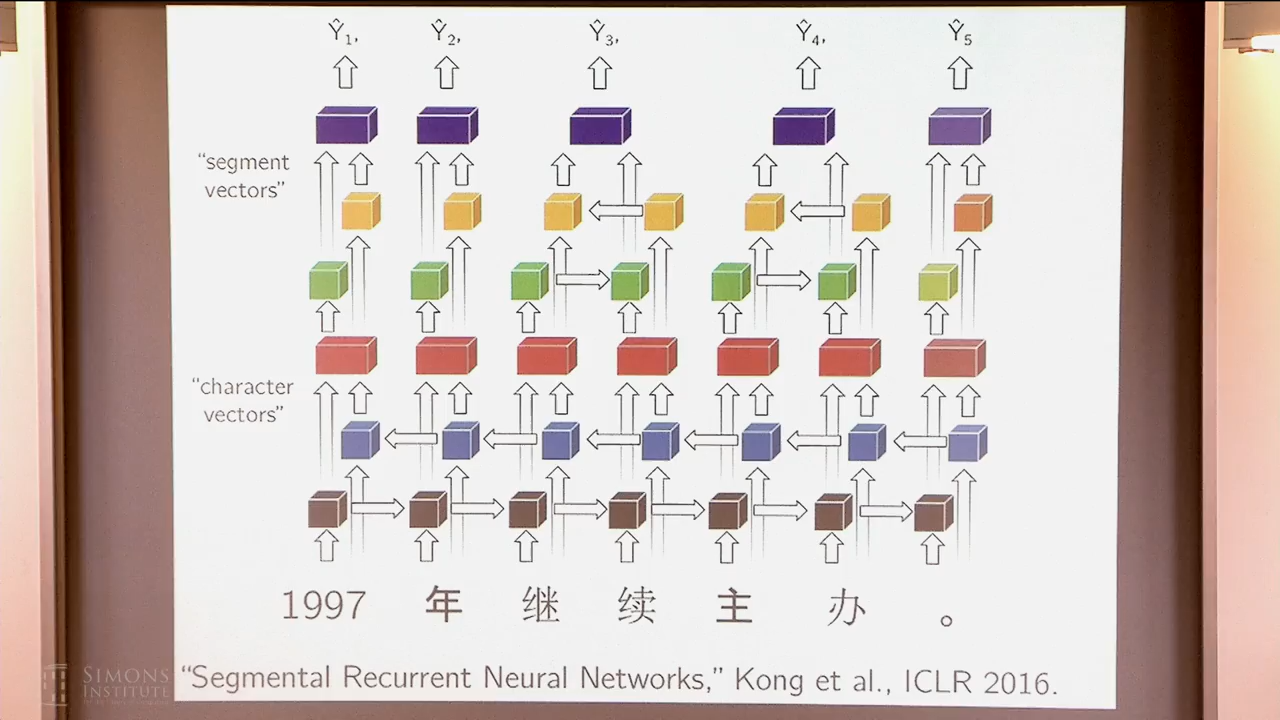 Ŷ₁, Ŷ₂, Ŷ₃, Ŷ₄, Ŷ₅
"segment
vectors"
"character
vectors"
1997 年 继 续 主 办 。
"Segmental Recurrent Neural Networks," Kong et al., ICLR 2016.
SIMONS
INSTITUTE